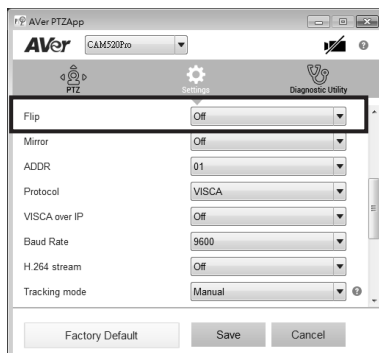 AVer PTZApp
AVer CAM520Pro
PTZ Settings Diagnostic Utility
Flip Off
Mirror Off
ADDR 01
Protocol VISCA
VISCA over IP Off
Baud Rate 9600
H.264 stream Off
Tracking mode Manual
Factory Default Save Cancel